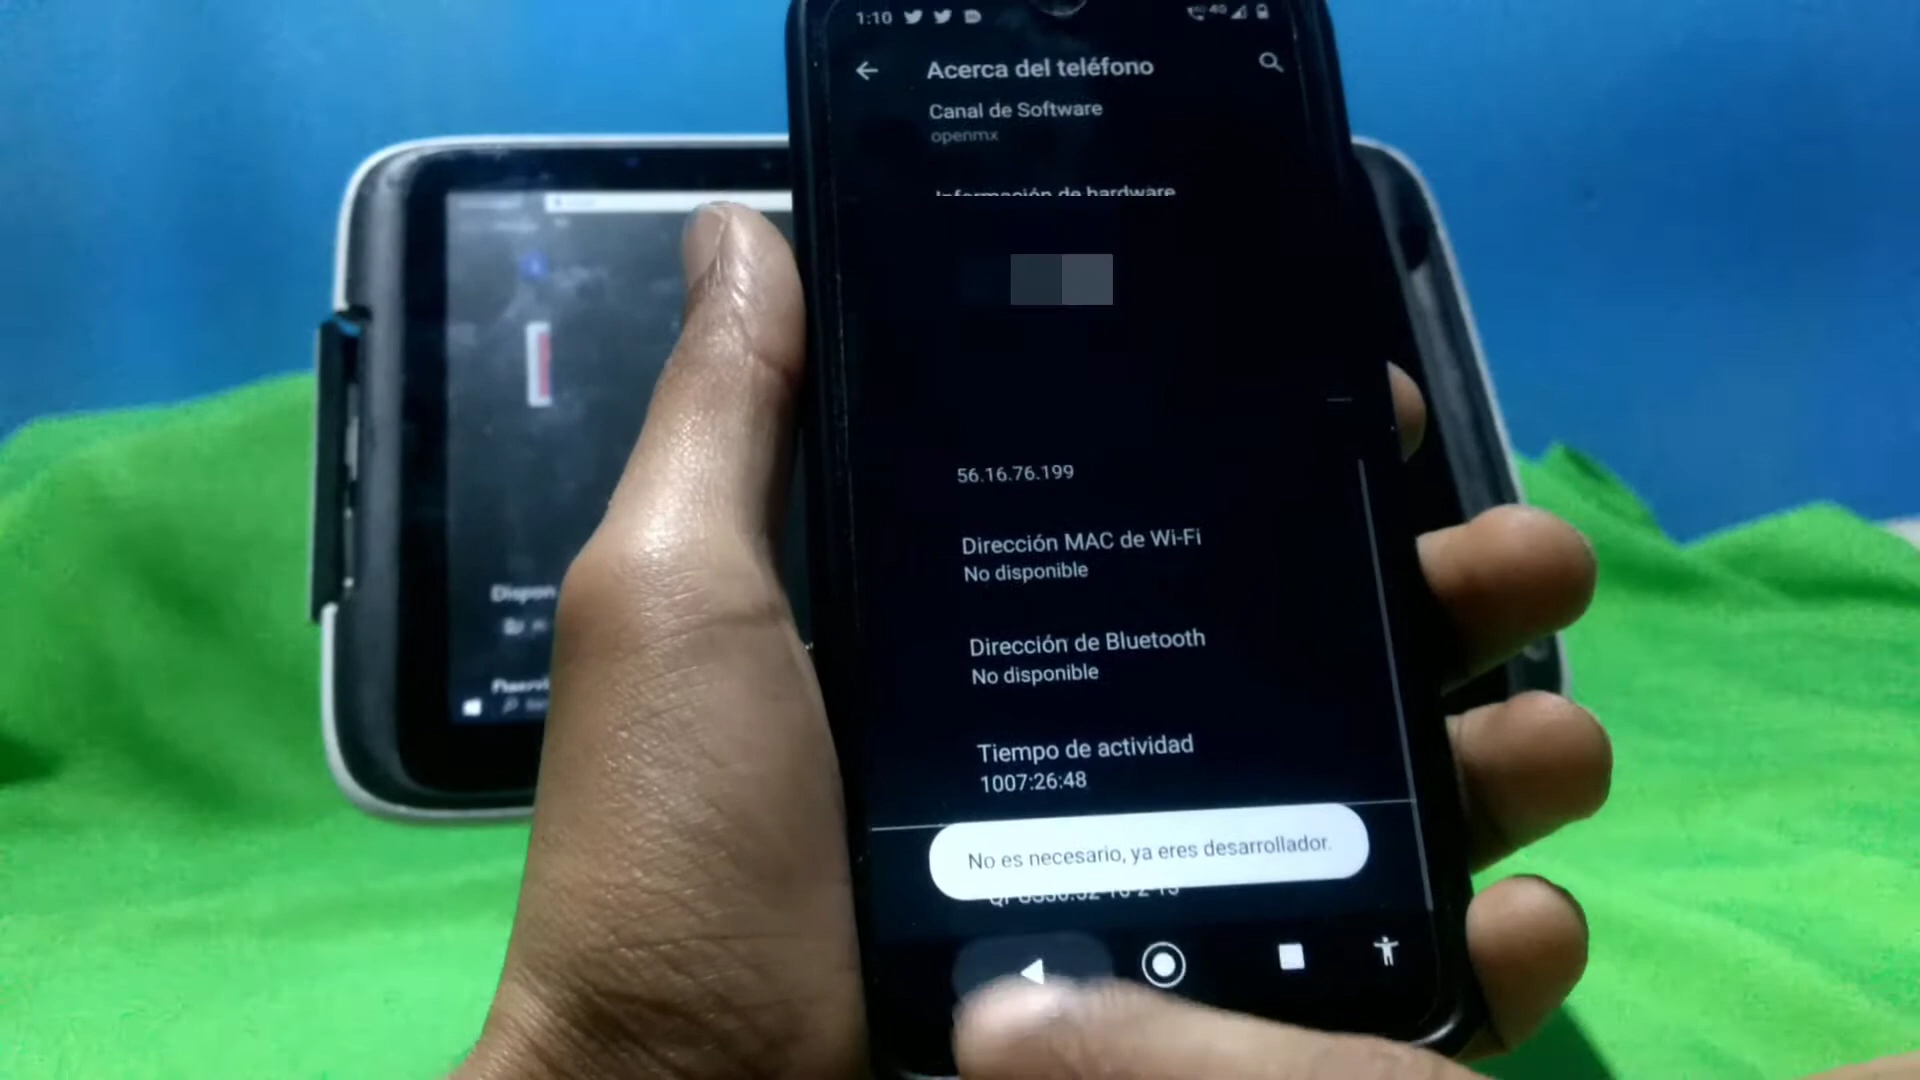 1:10
4G
Acerca del teléfono
Canal de Software
openmx
Información de hardware
56.16.76.199
Dirección MAC de Wi-Fi
No disponible
Dirección de Bluetooth
No disponible
Tiempo de actividad
1007:26:48
No es necesario, ya eres desarrollador.
Dispon